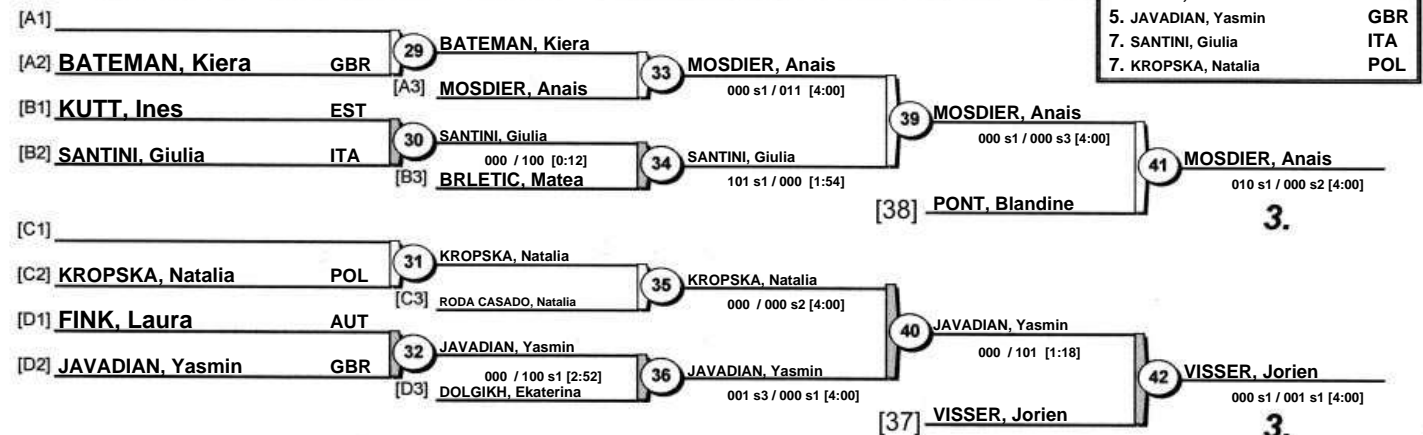 5. JAVADIAN, Yasmin GBR
7. SANTINI, Giulia ITA
7. KROPSKA, Natalia POL
[A1]
[A2] BATEMAN, Kiera GBR
29 BATEMAN, Kiera
[A3] MOSDIER, Anais
33 MOSDIER, Anais
000 s1 / 011 [4:00]
[B1] KUTT, Ines EST
[B2] SANTINI, Giulia ITA
30 SANTINI, Giulia
000 / 100 [0:12]
[B3] BRLETIC, Matea
34 SANTINI, Giulia
101 s1 / 000 [1:54]
39 MOSDIER, Anais
000 s1 / 000 s3 [4:00]
[38] PONT, Blandine
41 MOSDIER, Anais
010 s1 / 000 s2 [4:00]
3.
[C1]
[C2] KROPSKA, Natalia POL
31 KROPSKA, Natalia
[C3] RODA CASADO, Natalia
35 KROPSKA, Natalia
000 / 000 s2 [4:00]
[D1] FINK, Laura AUT
[D2] JAVADIAN, Yasmin GBR
32 JAVADIAN, Yasmin
000 / 100 s1 [2:52]
[D3] DOLGIKH, Ekaterina
36 JAVADIAN, Yasmin
001 s3 / 000 s1 [4:00]
40 JAVADIAN, Yasmin
000 / 101 [1:18]
[37] VISSER, Jorien
42 VISSER, Jorien
000 s1 / 001 s1 [4:00]
3.